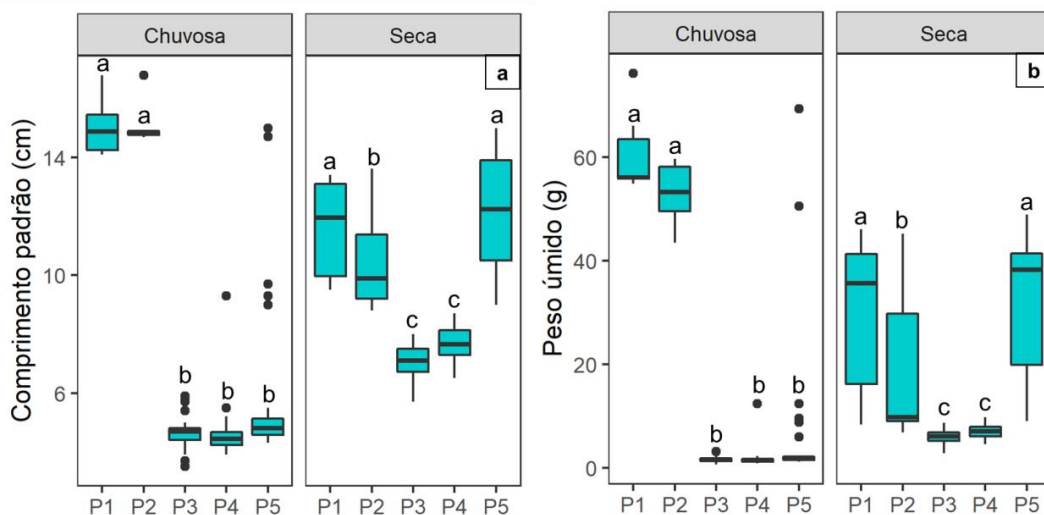 Chuvosa
Seca
a
Comprimento padrão (cm)
14
10
6
a
a
b
b
b
a
b
c
c
a
P1 P2 P3 P4 P5
P1 P2 P3 P4 P5
Chuvosa
Seca
b
Peso úmido (g)
60
40
20
0
a
a
b
b
b
a
b
c
c
a
P1 P2 P3 P4 P5
P1 P2 P3 P4 P5